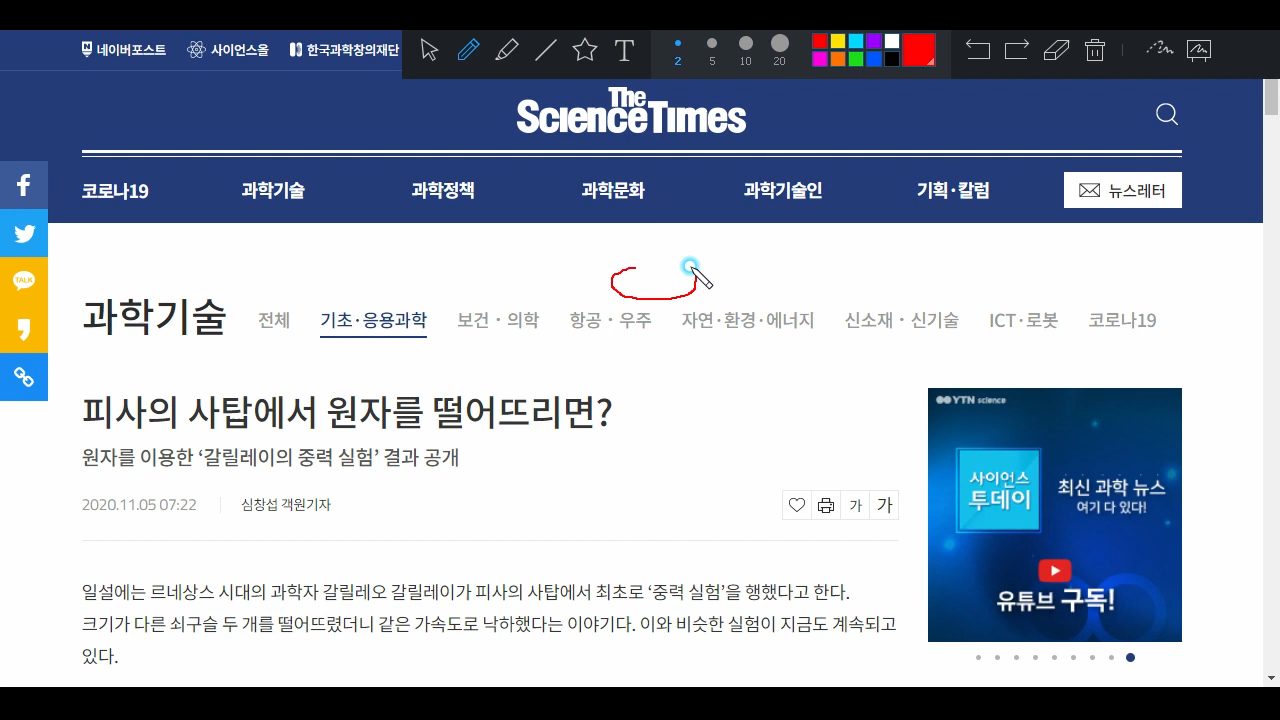 네이버포스트 사이언스올 한국과학창의재단
T
2 5 10 20
The
ScienceTimes
코로나19 과학기술 과학정책 과학문화 과학기술인 기획·칼럼 뉴스레터
TALK
과학기술 전체 기초·응용과학 보건·의학 항공·우주 자연·환경·에너지 신소재·신기술 ICT·로봇 코로나19
피사의 사탑에서 원자를 떨어뜨리면?
원자를 이용한 ‘갈릴레이의 중력 실험’ 결과 공개
2020.11.05 07:22 심창섭 객원기자
가 가
YTN science
사이언스
투데이
최신 과학 뉴스
여기 다 있다!
유튜브 구독!
일설에는 르네상스 시대의 과학자 갈릴레오 갈릴레이가 피사의 사탑에서 최초로 ‘중력 실험’을 행했다고 한다.
크기가 다른 쇠구슬 두 개를 떨어뜨렸더니 같은 가속도로 낙하했다는 이야기다. 이와 비슷한 실험이 지금도 계속되고
있다.